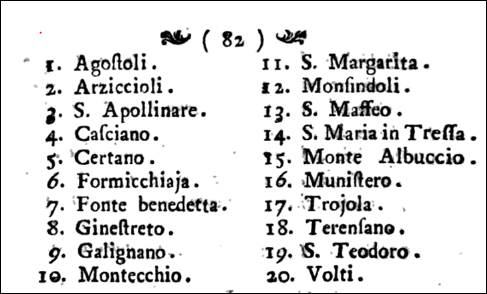 ( 82 )
1. Agoſtoli.
2. Arziccioli.
3. S. Apollinare.
4. Caſciano.
5. Certano.
6. Formicchiaja.
7. Fonte benedetta.
8. Gineſtreto.
9. Galignano.
10. Montecchio.
11. S. Margarita.
12. Monſindoli.
13. S. Maffeo.
14. S. Maria in Treſſa.
15. Monte Albuccio.
16. Muniſtero.
17. Trojola.
18. Terenſano.
19. S. Teodoro.
20. Volti.